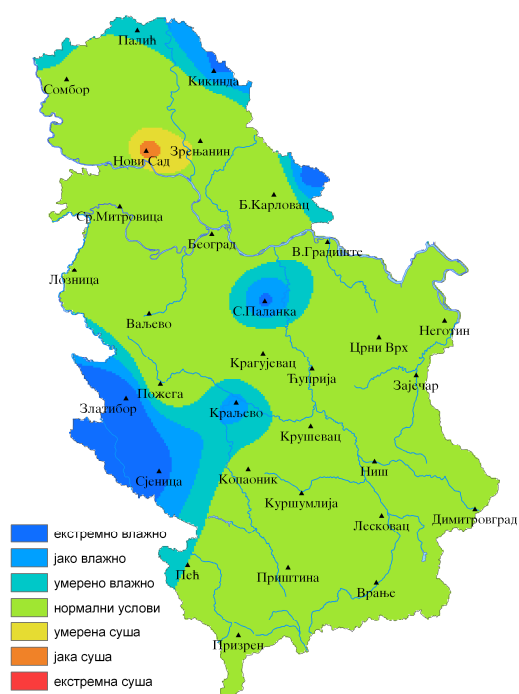 Палић
Кикинда
Сомбор
Зрењанин
Нови Сад
Б.Карловац
Ср.Митровица
Београд
В.Градиште
Лозница
С.Паланка
Ваљево
Неготин
Црни Врх
Крагујевац
Ћуприја
Зајечар
Пожега
Златибор
Краљево
Крушевац
Ниш
Сјеница
Копаоник
Куршумлија
Димитровград
Лесковац
екстремно влажно
јако влажно
умерено влажно
Пећ
Приштина
Врање
нормални услови
умерена суша
Призрен
јака суша
екстремна суша